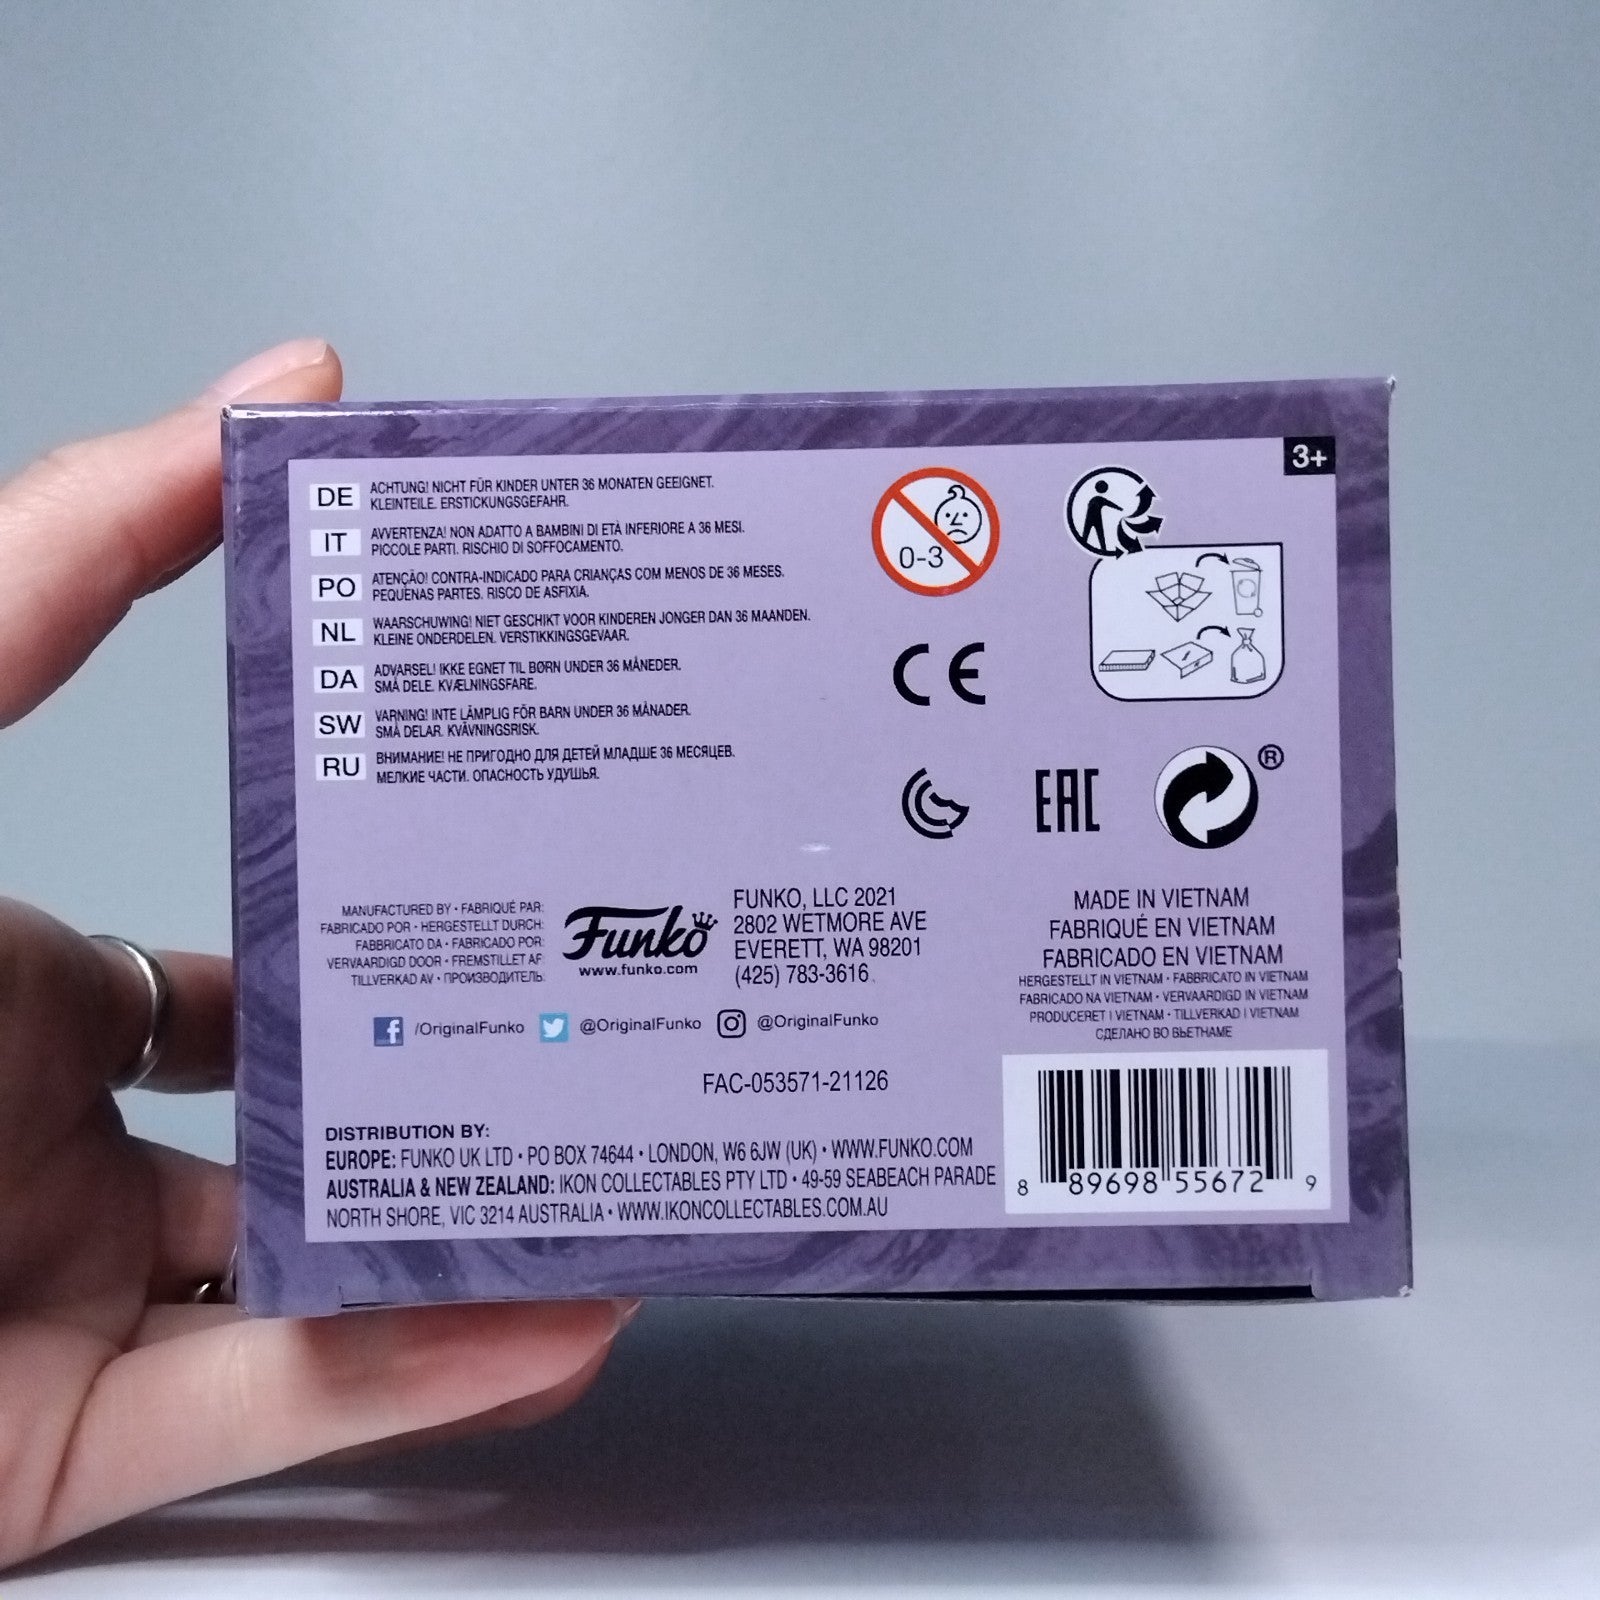 3+
DE
ACHTUNG! NICHT FÜR KINDER UNTER 36 MONATEN GEEIGNET.
KLEINTEILE. ERSTICKUNGSGEFAHR.
IT
AVVERTENZA! NON ADATTO A BAMBINI DI ETÀ INFERIORE A 36 MESI.
PICCOLE PARTI. RISCHIO DI SOFFOCAMENTO.
PO
ATENÇÃO! CONTRA-INDICADO PARA CRIANÇAS COM MENOS DE 36 MESES.
PEQUENAS PARTES. RISCO DE ASFIXIA.
NL
WAARSCHUWING! NIET GESCHIKT VOOR KINDEREN JONGER DAN 36 MAANDEN.
KLEINE ONDERDELEN. VERSTIKKINGSGEVAAR.
DA
ADVARSEL! IKKE EGNET TIL BØRN UNDER 36 MÅNEDER.
SMÅ DELE. KVÆLNINGSFARE.
SW
VARNING! INTE LÄMPLIG FÖR BARN UNDER 36 MÅNADER.
SMÅ DELAR. KVÄVNINGSRISK.
RU
ВНИМАНИЕ! НЕ ПРИГОДНО ДЛЯ ДЕТЕЙ МЛАДШЕ 36 МЕСЯЦЕВ.
МЕЛКИЕ ЧАСТИ. ОПАСНОСТЬ УДУШЬЯ.
0-3
CE
EAC
®
MANUFACTURED BY • FABRIQUÉ PAR:
FABRICADO POR • HERGESTELLT DURCH:
FABBRICATO DA • FABRICADO POR:
VERVAARDIGD DOOR • FREMSTILLET AF:
TILLVERKAD AV • ПРОИЗВОДИТЕЛЬ:
Funko
www.funko.com
FUNKO, LLC 2021
2802 WETMORE AVE
EVERETT, WA 98201
(425) 783-3616
MADE IN VIETNAM
FABRIQUÉ EN VIETNAM
FABRICADO EN VIETNAM
HERGESTELLT IN VIETNAM • FABBRICATO IN VIETNAM
FABRICADO NA VIETNAM • VERVAARDIGD IN VIETNAM
PRODUCERET I VIETNAM • TILLVERKAD I VIETNAM
СДЕЛАНО ВО ВЬЕТНАМЕ
f /OriginalFunko @OriginalFunko @OriginalFunko
FAC-053571-21126
DISTRIBUTION BY:
EUROPE: FUNKO UK LTD • PO BOX 74644 • LONDON, W6 6JW (UK) • WWW.FUNKO.COM
AUSTRALIA & NEW ZEALAND: IKON COLLECTABLES PTY LTD • 49-59 SEABEACH PARADE
NORTH SHORE, VIC 3214 AUSTRALIA • WWW.IKONCOLLECTABLES.COM.AU
8 89698 55672 9